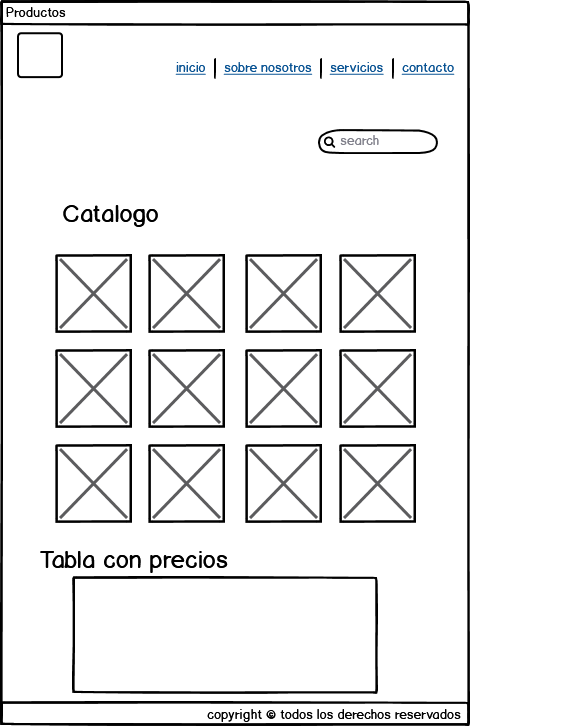 Productos
inicio | sobre nosotros | servicios | contacto
search
Catalogo
Tabla con precios
copyright © todos los derechos reservados